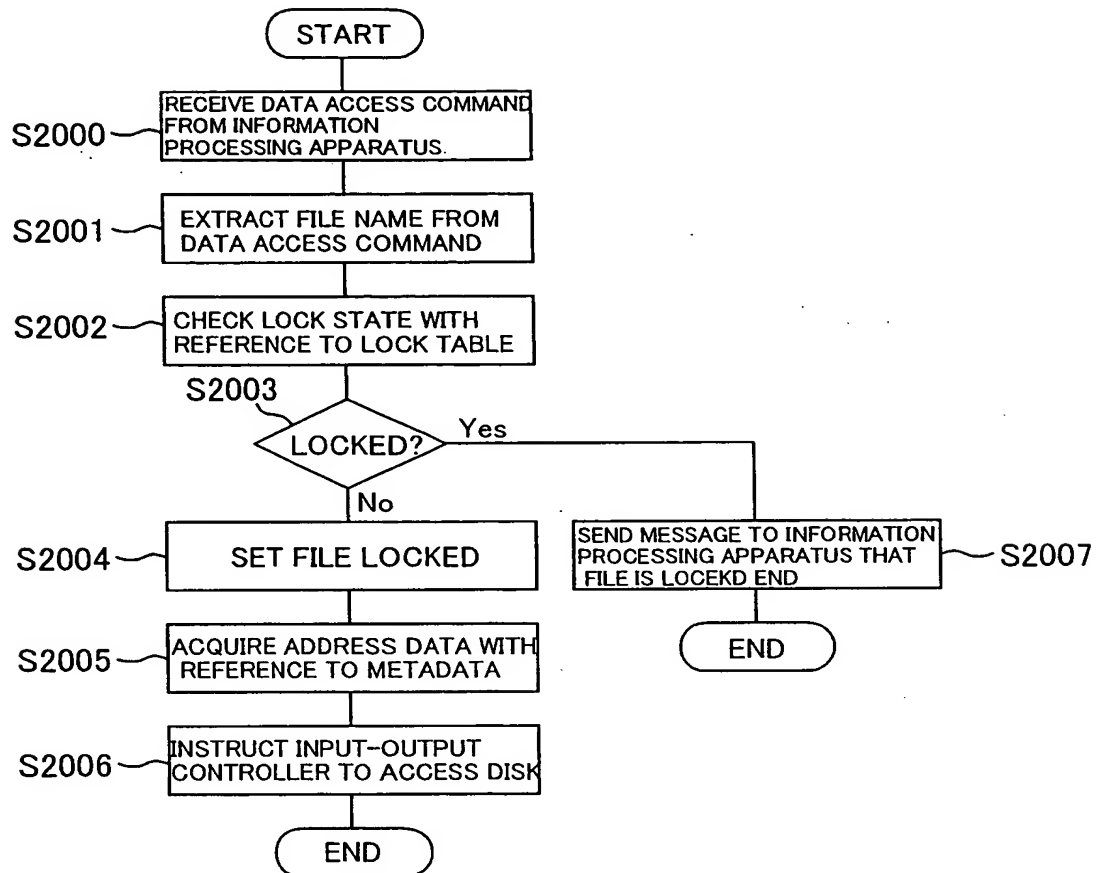 START
S2000
RECEIVE DATA ACCESS COMMAND
FROM INFORMATION
PROCESSING APPARATUS.
S2001
EXTRACT FILE NAME FROM
DATA ACCESS COMMAND
S2002
CHECK LOCK STATE WITH
REFERENCE TO LOCK TABLE
S2003
LOCKED?
Yes
No
S2004
SET FILE LOCKED
SEND MESSAGE TO INFORMATION
PROCESSING APPARATUS THAT
FILE IS LOCEKD END
S2007
END
S2005
ACQUIRE ADDRESS DATA WITH
REFERENCE TO METADATA
S2006
INSTRUCT INPUT-OUTPUT
CONTROLLER TO ACCESS DISK
END